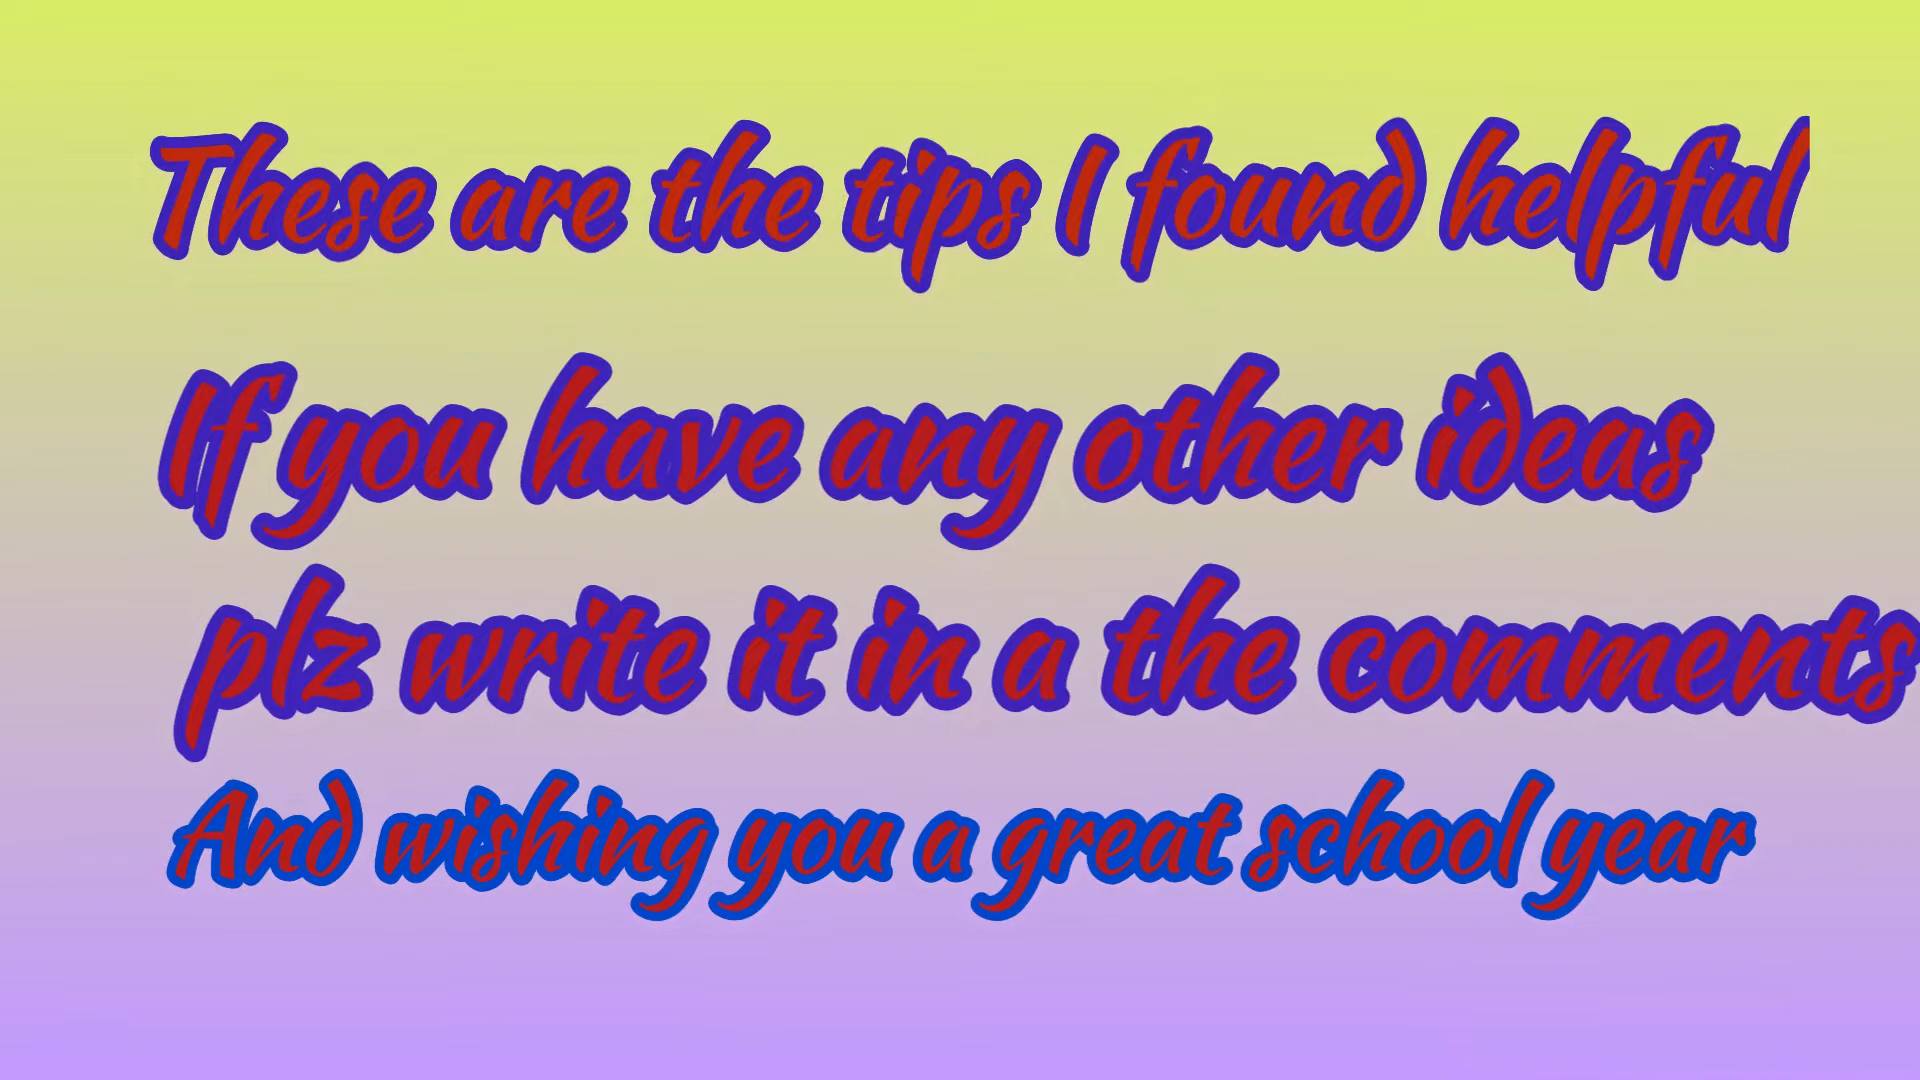 These are the tips I found helpful
If you have any other ideas
plz write it in a the comments
And wishing you a great school year